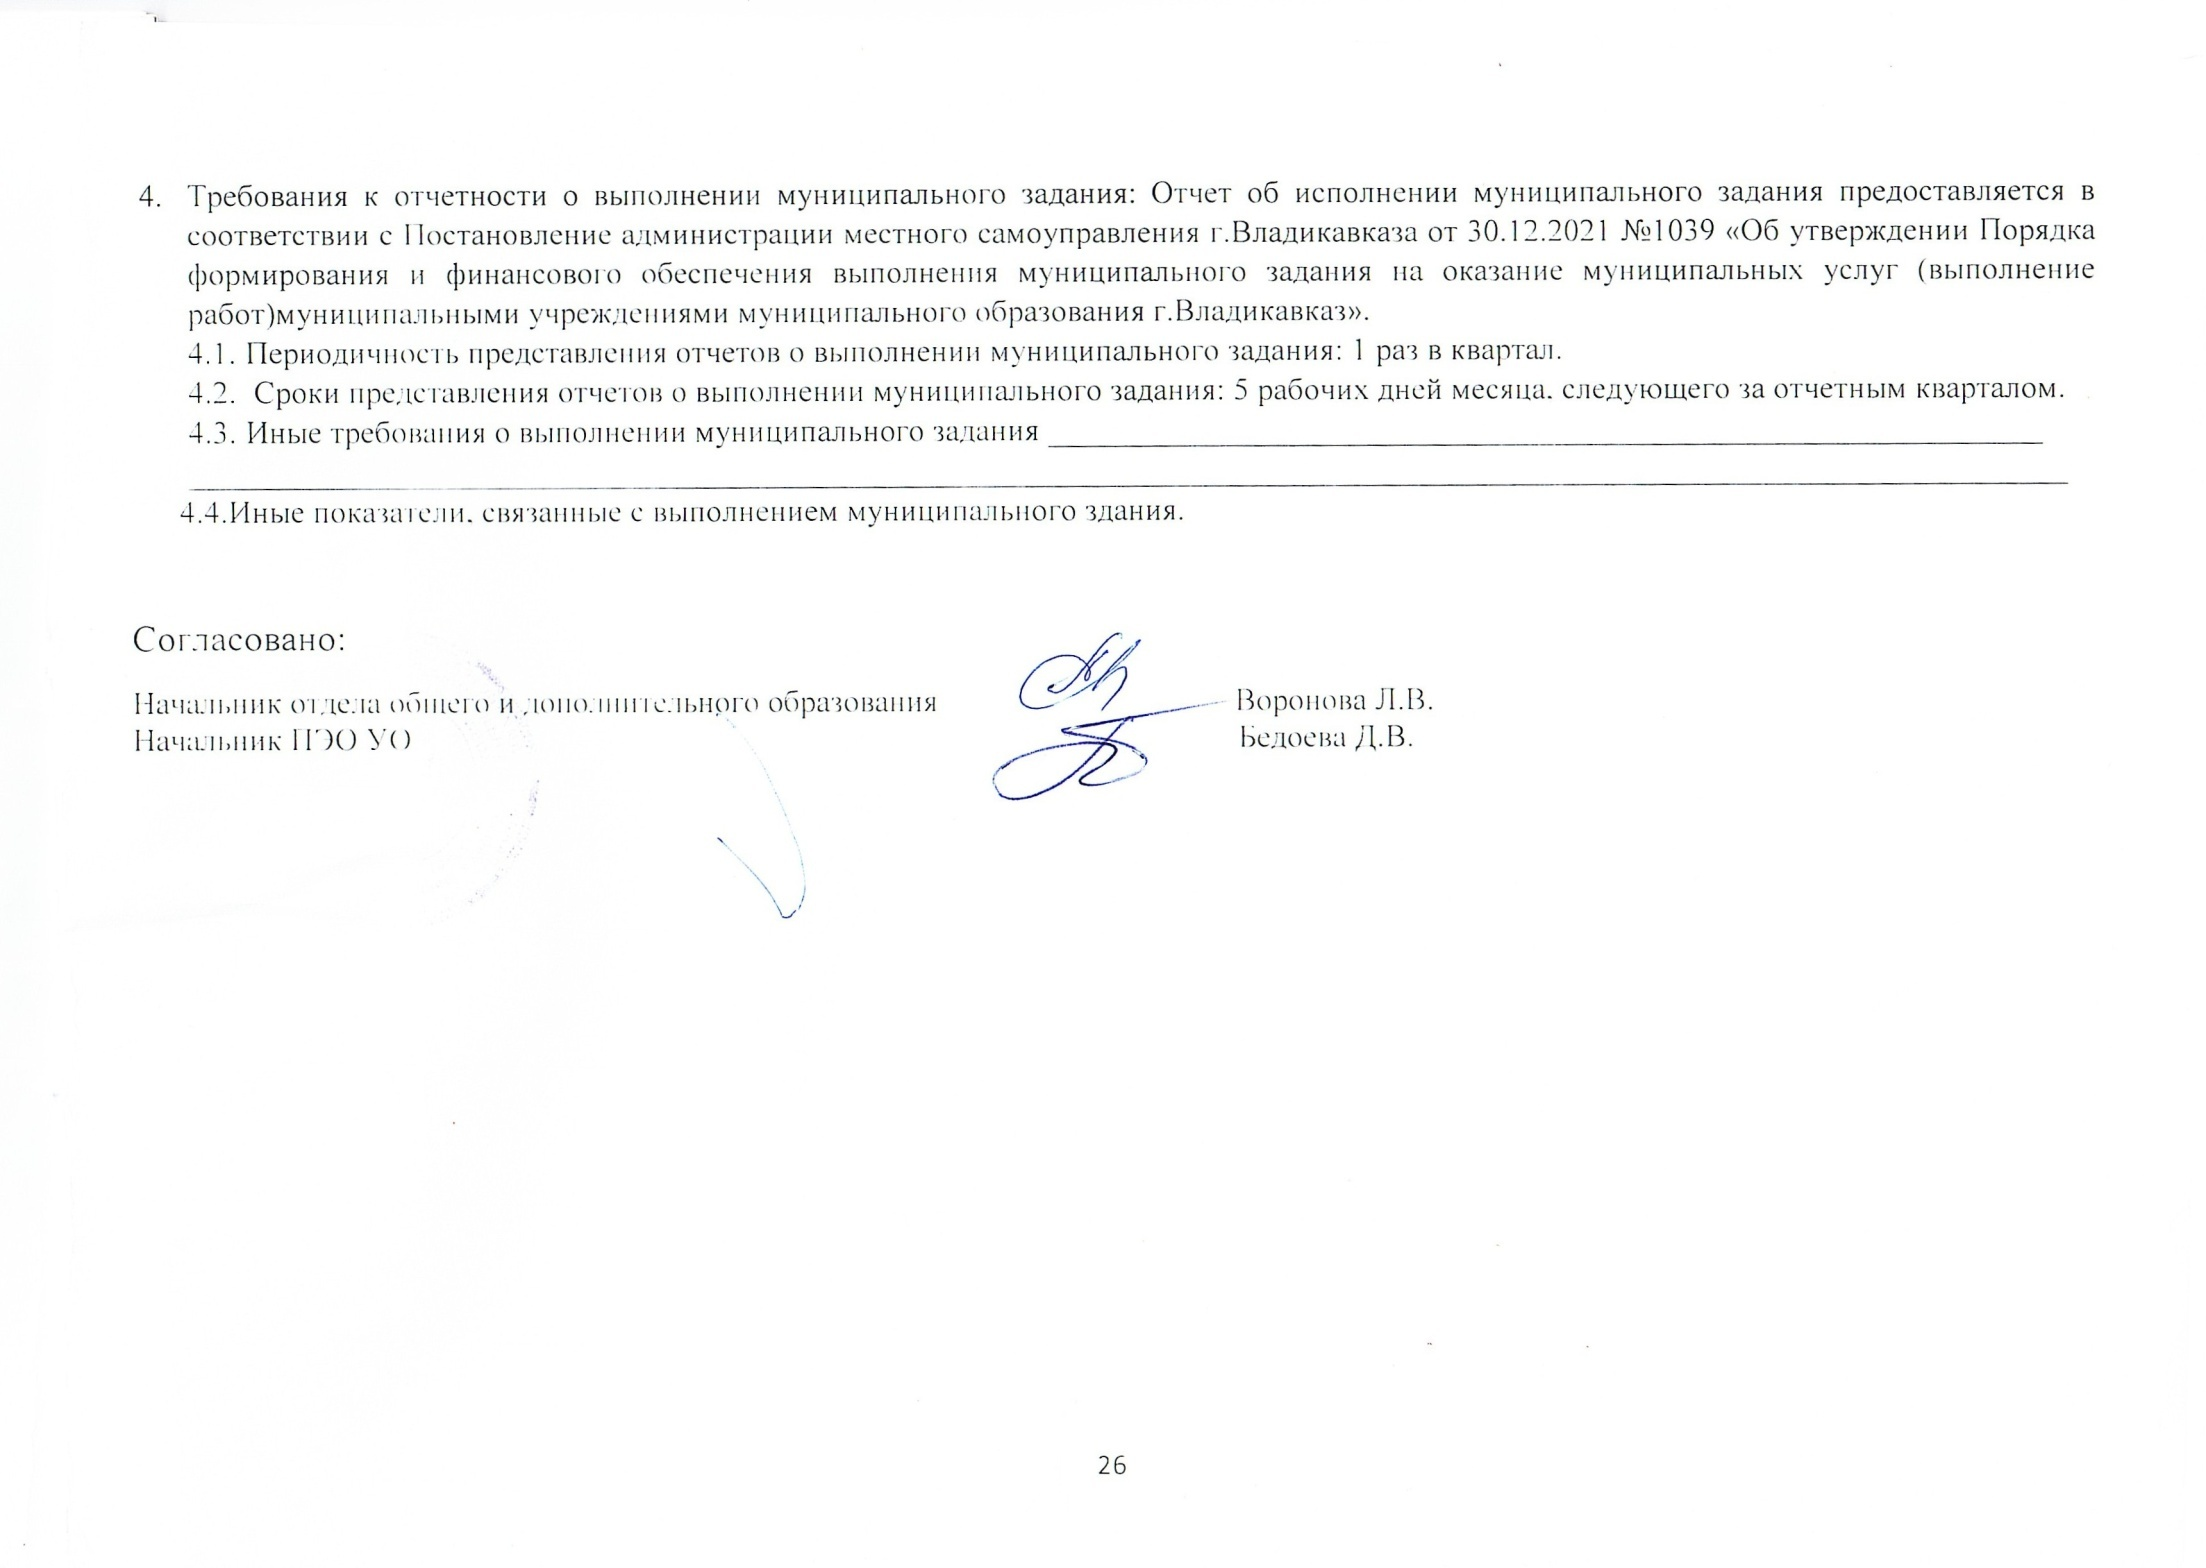 4. Требования к отчетности о выполнении муниципального задания: Отчет об исполнении муниципального задания предоставляется в
соответствии с Постановление администрации местного самоуправления г.Владикавказа от 30.12.2021 №1039 «Об утверждении Порядка
формирования и финансового обеспечения выполнения муниципального задания на оказание муниципальных услуг (выполнение
работ)муниципальными учреждениями муниципального образования г.Владикавказ».
4.1. Периодичность представления отчетов о выполнении муниципального задания: 1 раз в квартал.
4.2. Сроки представления отчетов о выполнении муниципального задания: 5 рабочих дней месяца, следующего за отчетным кварталом.
4.3. Иные требования о выполнении муниципального задания
4.4.Иные показатели, связанные с выполнением муниципального здания.
Согласовано:
Начальник отдела общего и дополнительного образования Воронова Л.В.
Начальник ПЭО УО Бедоева Д.В.
26